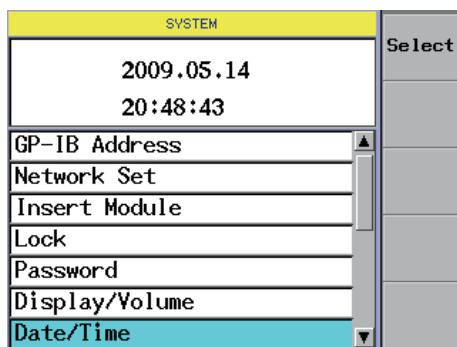 SYSTEM
Select
2009.05.14
20:48:43
GP-IB Address
Network Set
Insert Module
Lock
Password
Display/Volume
Date/Time